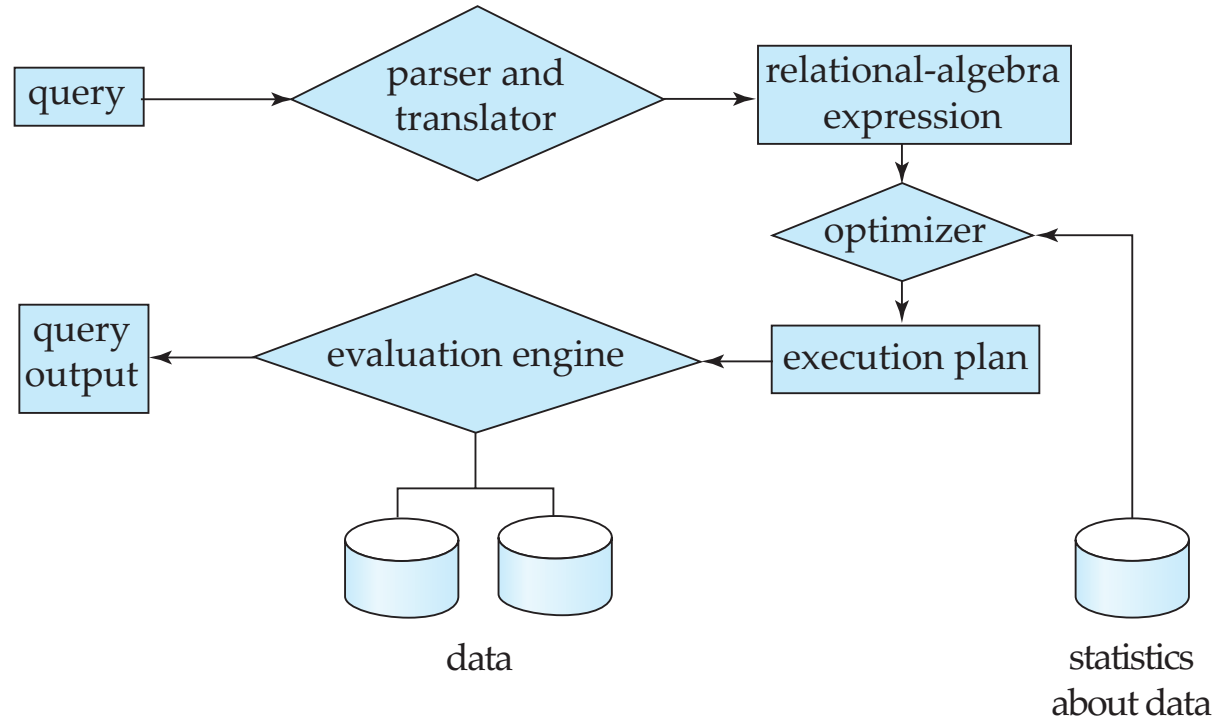 query
parser and
translator
relational-algebra
expression
optimizer
query
output
evaluation engine
execution plan
data
statistics
about data